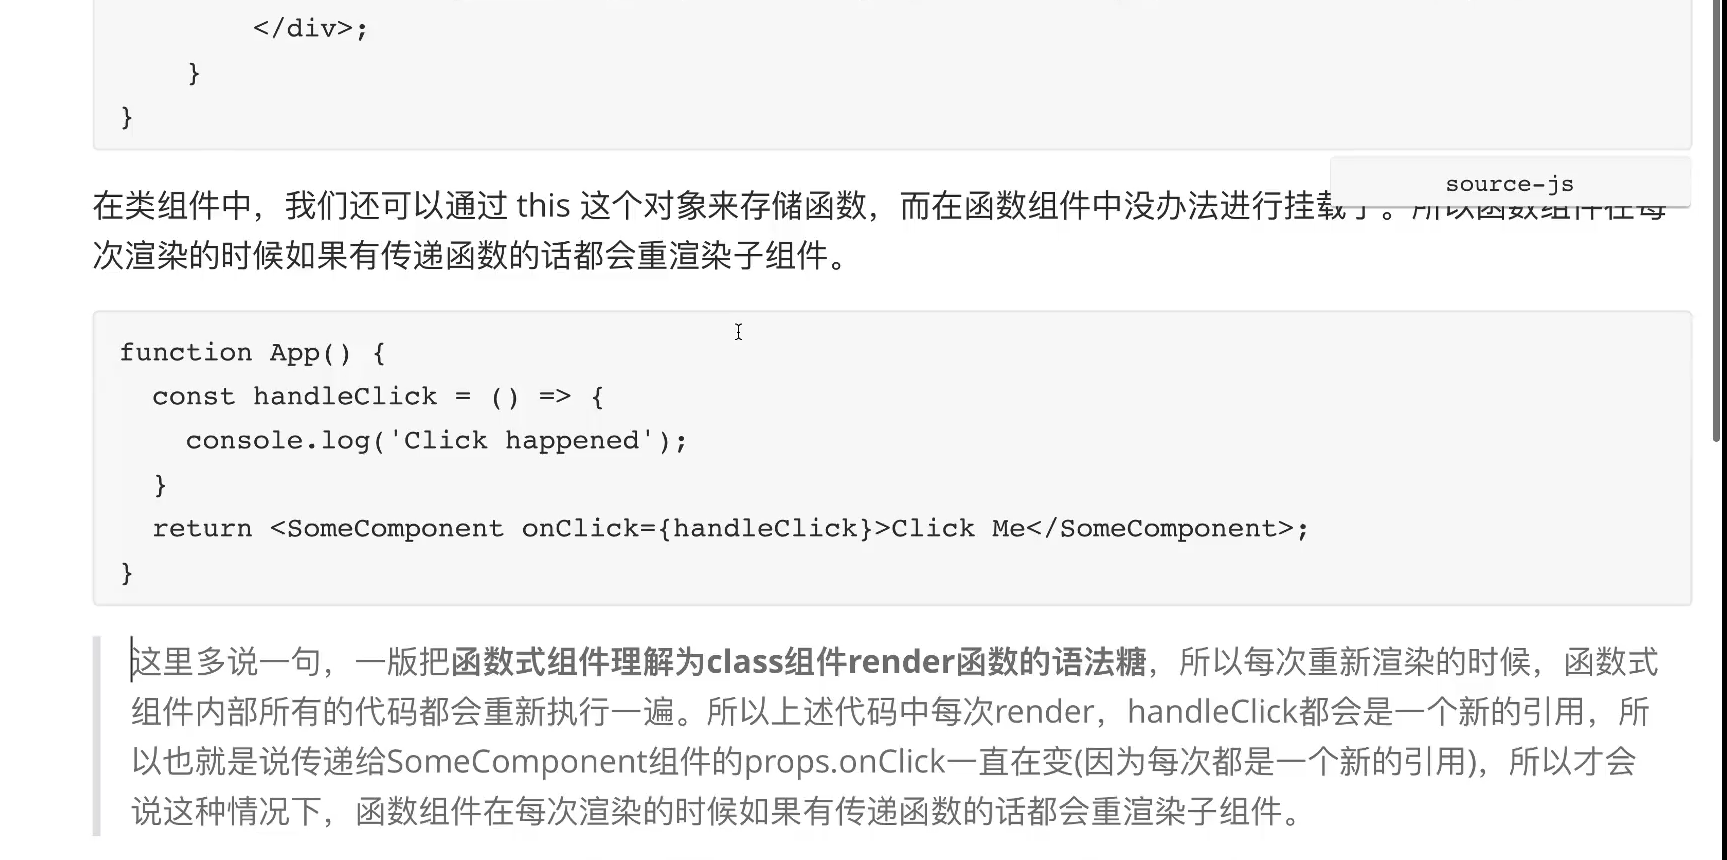 </div>;
}
}
source-js
在类组件中，我们还可以通过 this 这个对象来存储函数，而在函数组件中没办法进行挂载了。所以函数组件在每
次渲染的时候如果有传递函数的话都会重渲染子组件。
function App() {
const handleClick = () => {
console.log('Click happened');
}
return <SomeComponent onClick={handleClick}>Click Me</SomeComponent>;
}
这里多说一句，一版把函数式组件理解为class组件render函数的语法糖，所以每次重新渲染的时候，函数式
组件内部所有的代码都会重新执行一遍。所以上述代码中每次render，handleClick都会是一个新的引用，所
以也就是说传递给SomeComponent组件的props.onClick一直在变(因为每次都是一个新的引用)，所以才会
说这种情况下，函数组件在每次渲染的时候如果有传递函数的话都会重渲染子组件。